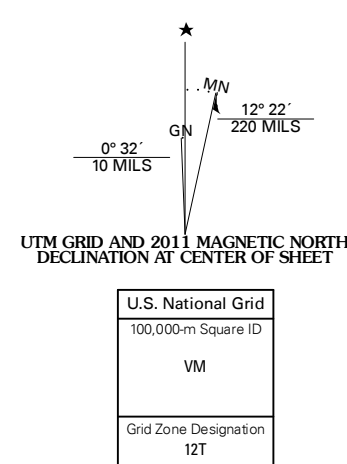 MN
12° 22´
220 MILS
GN
0° 32´
10 MILS
UTM GRID AND 2011 MAGNETIC NORTH
DECLINATION AT CENTER OF SHEET
U.S. National Grid
100,000-m Square ID
VM
Grid Zone Designation
12T